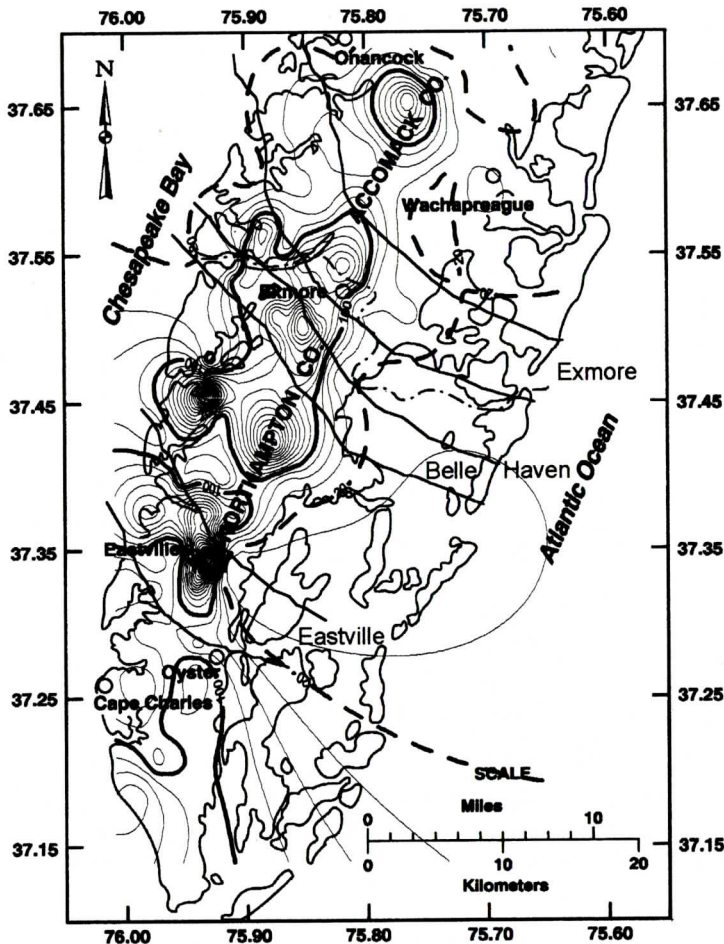 76.00 75.90 75.80 75.70 75.60
N
Onancock
37.65
37.65
ACCOMACK CO.
Wachapreague
Chesapeake Bay
37.56
37.55
Exmore
Exmore
NORTHAMPTON CO.
37.45
37.45
Belle Haven
Atlantic Ocean
100
37.35
37.35
Eastville
Eastville
Oyster
Cape Charles
37.25
37.25
SCALE
Miles
0 10
37.15
37.15
0 10 20
Kilometers
76.00 75.90 75.80 75.70 75.60